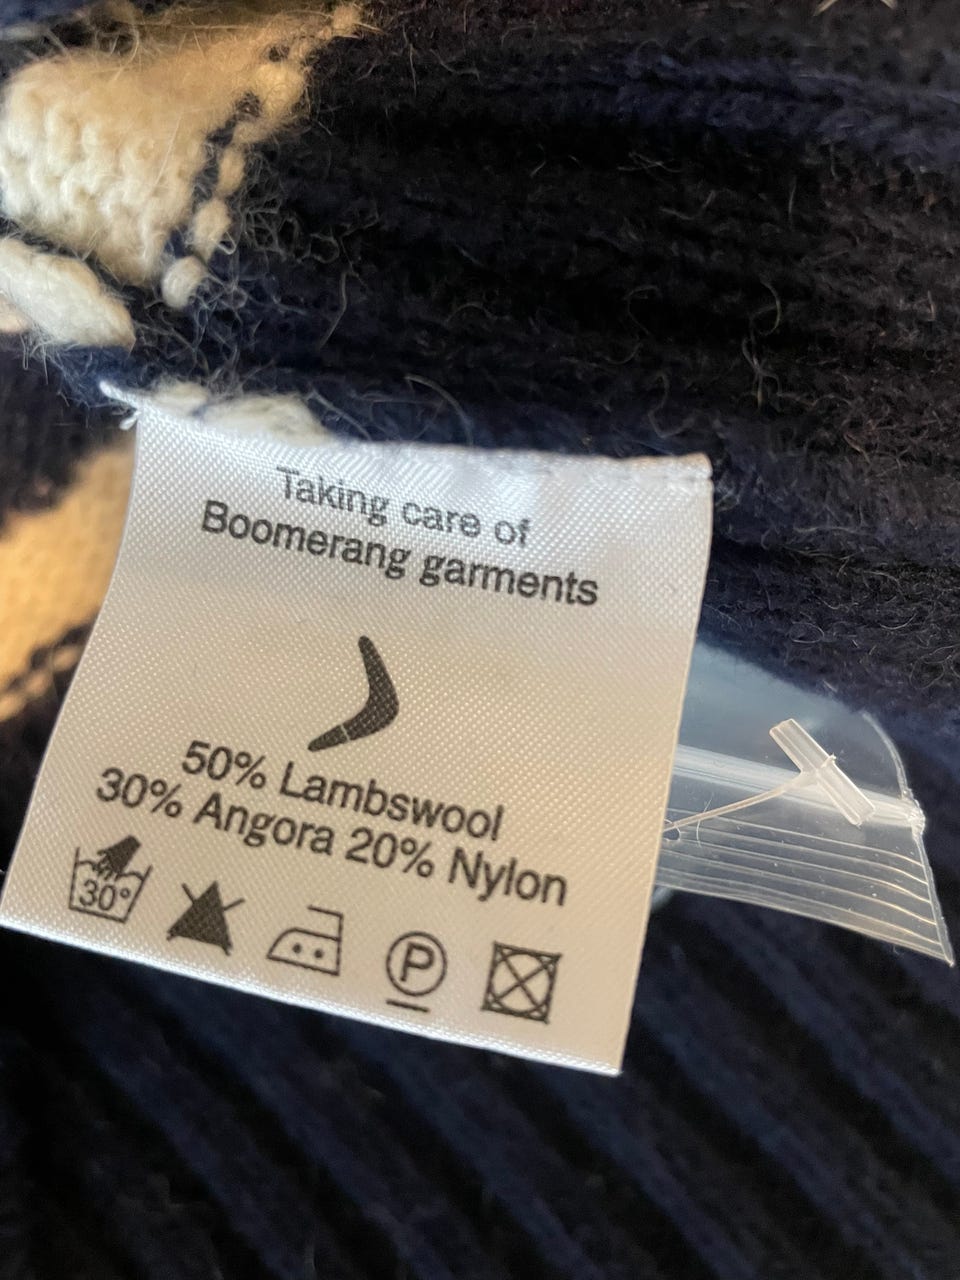 Taking care of
Boomerang garments
50% Lambswool
30% Angora 20% Nylon
30°
P